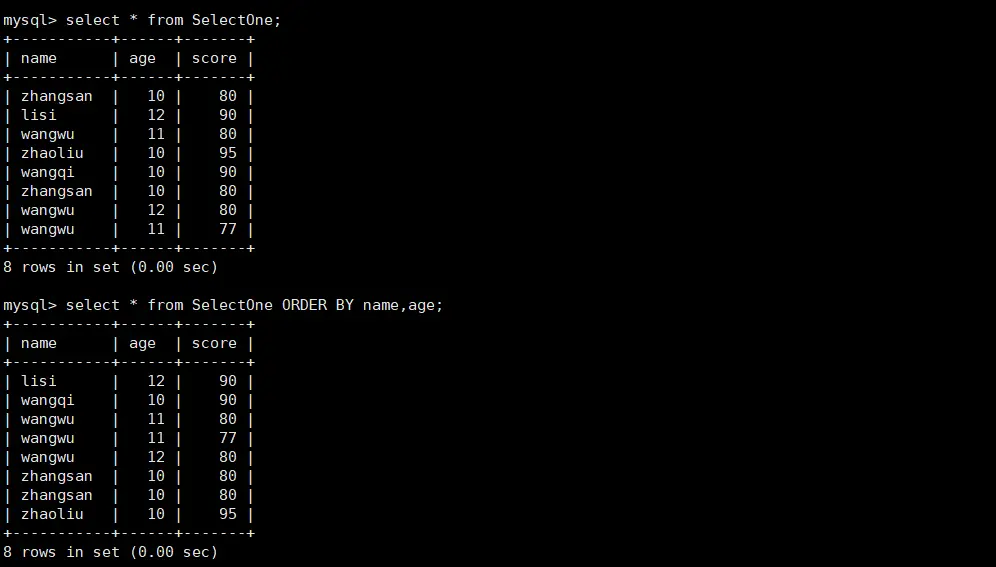 mysql> select * from SelectOne;
+-----------+------+-------+
| name      | age  | score |
+-----------+------+-------+
| zhangsan  |   10 |    80 |
| lisi      |   12 |    90 |
| wangwu    |   11 |    80 |
| zhaoliu   |   10 |    95 |
| wangqi    |   10 |    90 |
| zhangsan  |   10 |    80 |
| wangwu    |   12 |    80 |
| wangwu    |   11 |    77 |
+-----------+------+-------+
8 rows in set (0.00 sec)

mysql> select * from SelectOne ORDER BY name,age;
+-----------+------+-------+
| name      | age  | score |
+-----------+------+-------+
| lisi      |   12 |    90 |
| wangqi    |   10 |    90 |
| wangwu    |   11 |    80 |
| wangwu    |   11 |    77 |
| wangwu    |   12 |    80 |
| zhangsan  |   10 |    80 |
| zhangsan  |   10 |    80 |
| zhaoliu   |   10 |    95 |
+-----------+------+-------+
8 rows in set (0.00 sec)